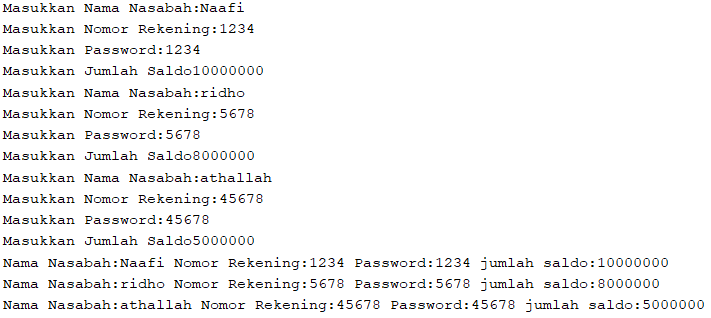 Masukkan Nama Nasabah:Naafi
Masukkan Nomor Rekening:1234
Masukkan Password:1234
Masukkan Jumlah Saldo10000000
Masukkan Nama Nasabah:ridho
Masukkan Nomor Rekening:5678
Masukkan Password:5678
Masukkan Jumlah Saldo8000000
Masukkan Nama Nasabah:athallah
Masukkan Nomor Rekening:45678
Masukkan Password:45678
Masukkan Jumlah Saldo5000000
Nama Nasabah:Naafi Nomor Rekening:1234 Password:1234 jumlah saldo:10000000
Nama Nasabah:ridho Nomor Rekening:5678 Password:5678 jumlah saldo:8000000
Nama Nasabah:athallah Nomor Rekening:45678 Password:45678 jumlah saldo:5000000